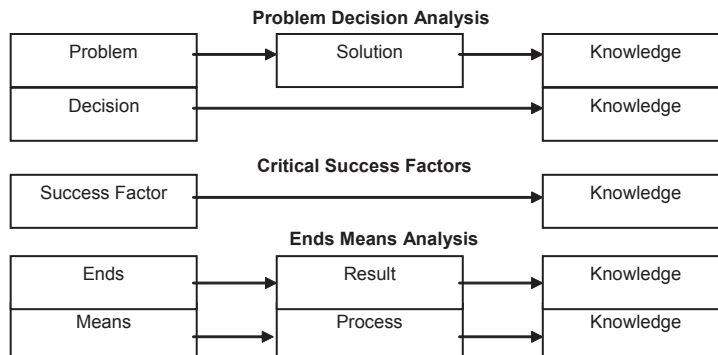 Problem Decision Analysis
Problem Solution Knowledge
Decision Knowledge
Critical Success Factors
Success Factor Knowledge
Ends Means Analysis
Ends Result Knowledge
Means Process Knowledge